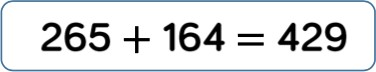 265 + 164 = 429